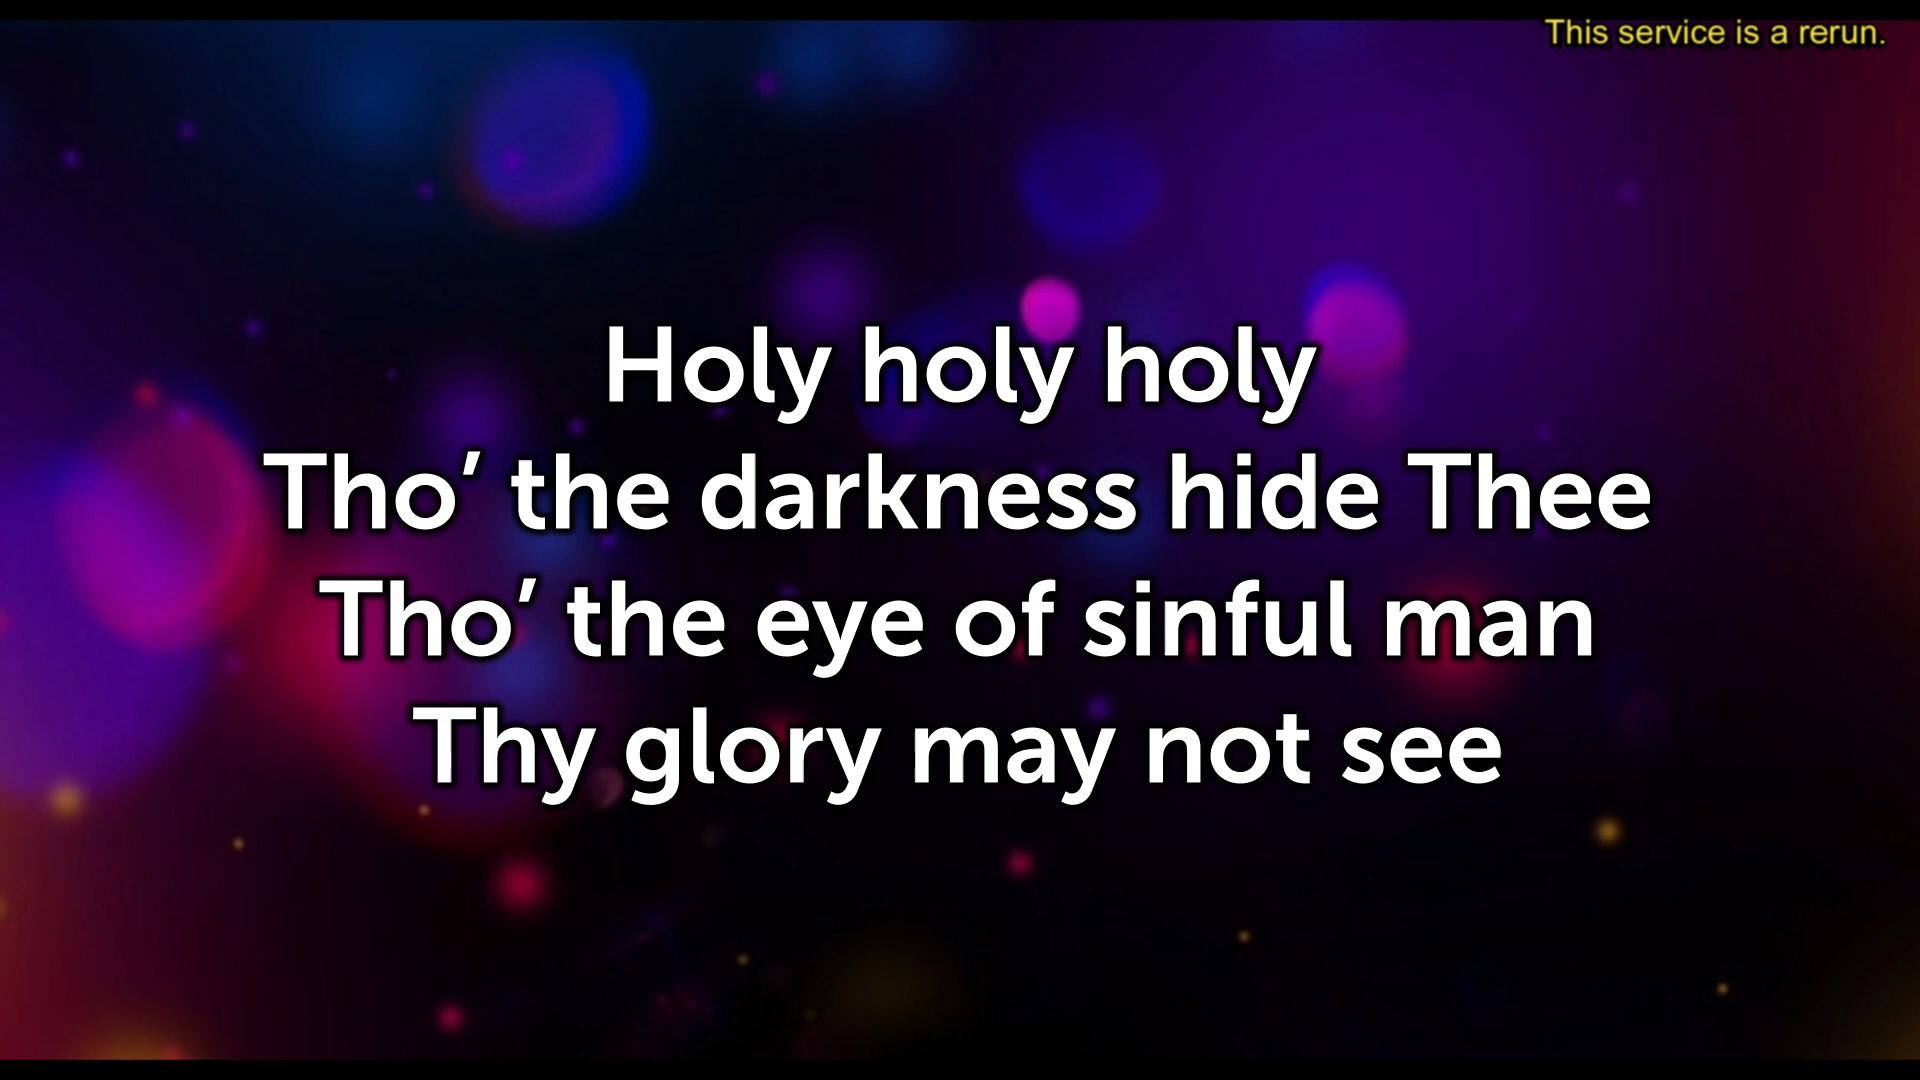 This service is a rerun.
Holy holy holy
Tho’ the darkness hide Thee
Tho’ the eye of sinful man
Thy glory may not see